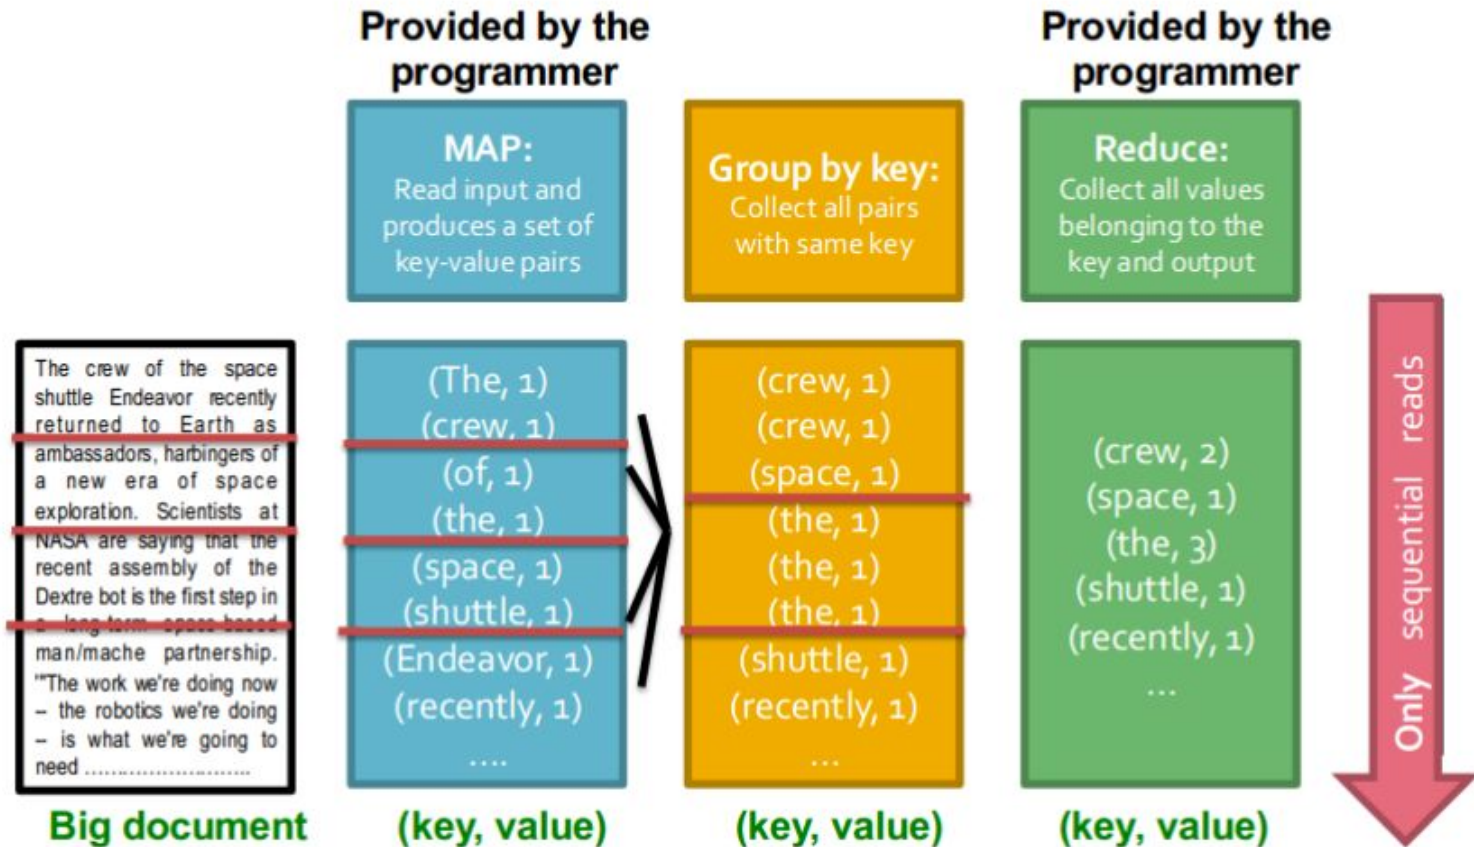 Provided by the
programmer
Provided by the
programmer
MAP:
Read input and
produces a set of
key-value pairs
Group by key:
Collect all pairs
with same key
Reduce:
Collect all values
belonging to the
key and output
The crew of the space
shuttle Endeavor recently
returned to Earth as
ambassadors, harbingers of
a new era of space
exploration. Scientists at
NASA are saying that the
recent assembly of the
Dextre bot is the first step in
a long-term space-based
man/mache partnership.
'"The work we're doing now
– the robotics we're doing
– is what we're going to
need ..........................
(The, 1)
(crew, 1)
(of, 1)
(the, 1)
(space, 1)
(shuttle, 1)
(Endeavor, 1)
(recently, 1)
....
(crew, 1)
(crew, 1)
(space, 1)
(the, 1)
(the, 1)
(the, 1)
(shuttle, 1)
(recently, 1)
...
(crew, 2)
(space, 1)
(the, 3)
(shuttle, 1)
(recently, 1)
...
Only sequential reads
Big document
(key, value)
(key, value)
(key, value)